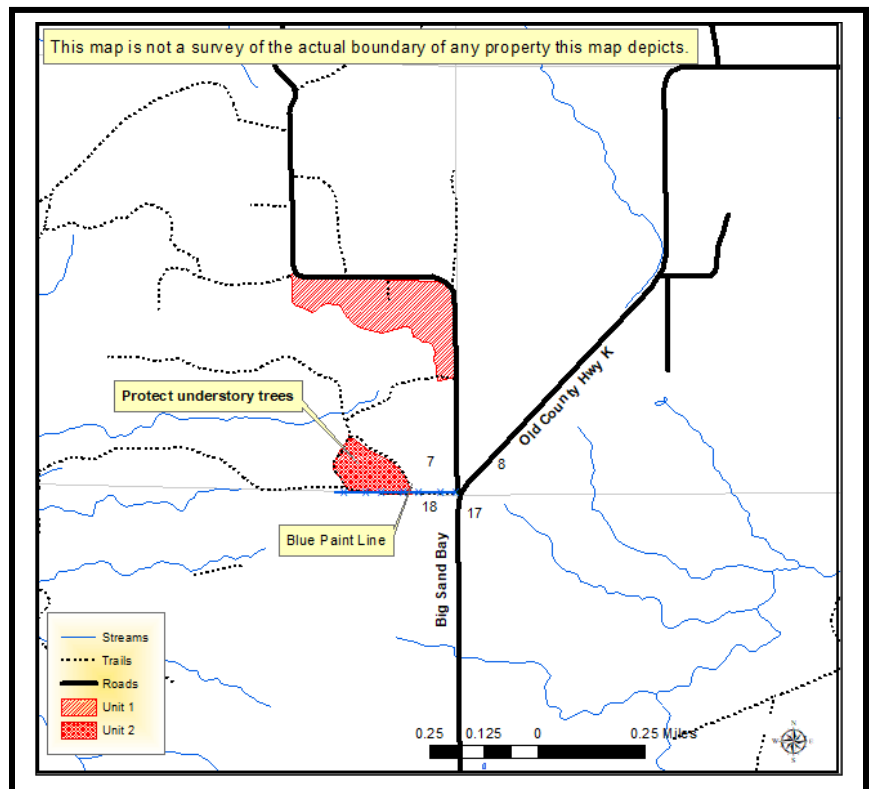 This map is not a survey of the actual boundary of any property this map depicts.
Old County Hwy K
Protect understory trees
7
8
18
17
Blue Paint Line
Big Sand Bay
Streams
Trails
Roads
Unit 1
Unit 2
0.25 0.125 0 0.25 Miles
N
W E
S